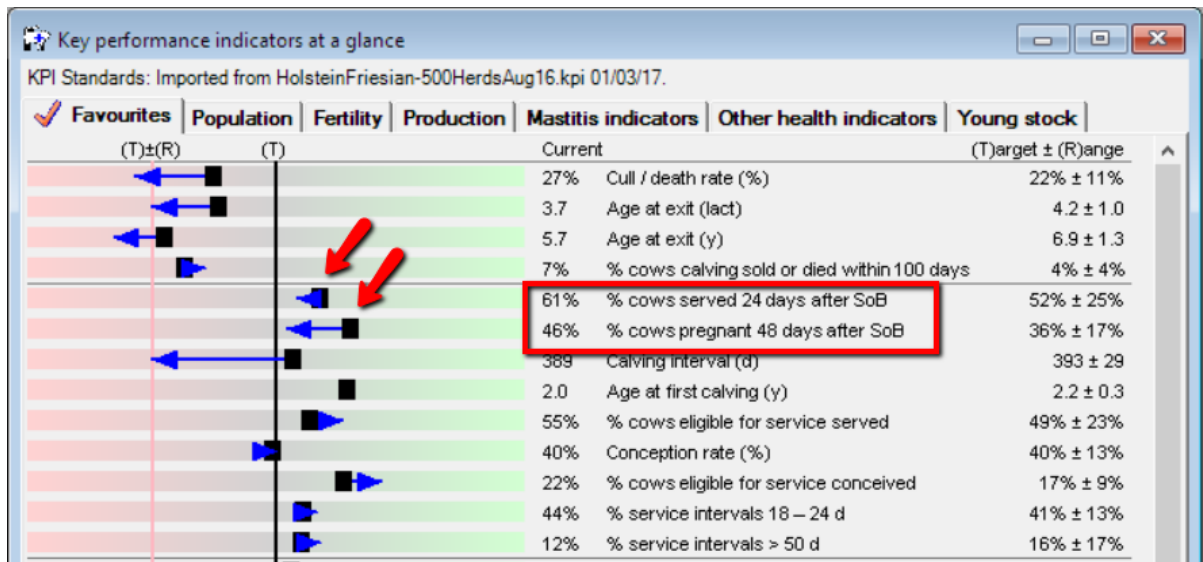 Key performance indicators at a glance
KPI Standards: Imported from HolsteinFriesian-500HerdsAug16.kpi 01/03/17.
Favourites Population Fertility Production Mastitis indicators Other health indicators Young stock
(T)±(R) (T) Current (T)arget ± (R)ange
27% Cull / death rate (%) 22% ± 11%
3.7 Age at exit (lact) 4.2 ± 1.0
5.7 Age at exit (y) 6.9 ± 1.3
7% % cows calving sold or died within 100 days 4% ± 4%
61% % cows served 24 days after SoB 52% ± 25%
46% % cows pregnant 48 days after SoB 36% ± 17%
389 Calving interval (d) 393 ± 29
2.0 Age at first calving (y) 2.2 ± 0.3
55% % cows eligible for service served 49% ± 23%
40% Conception rate (%) 40% ± 13%
22% % cows eligible for service conceived 17% ± 9%
44% % service intervals 18 – 24 d 41% ± 13%
12% % service intervals > 50 d 16% ± 17%